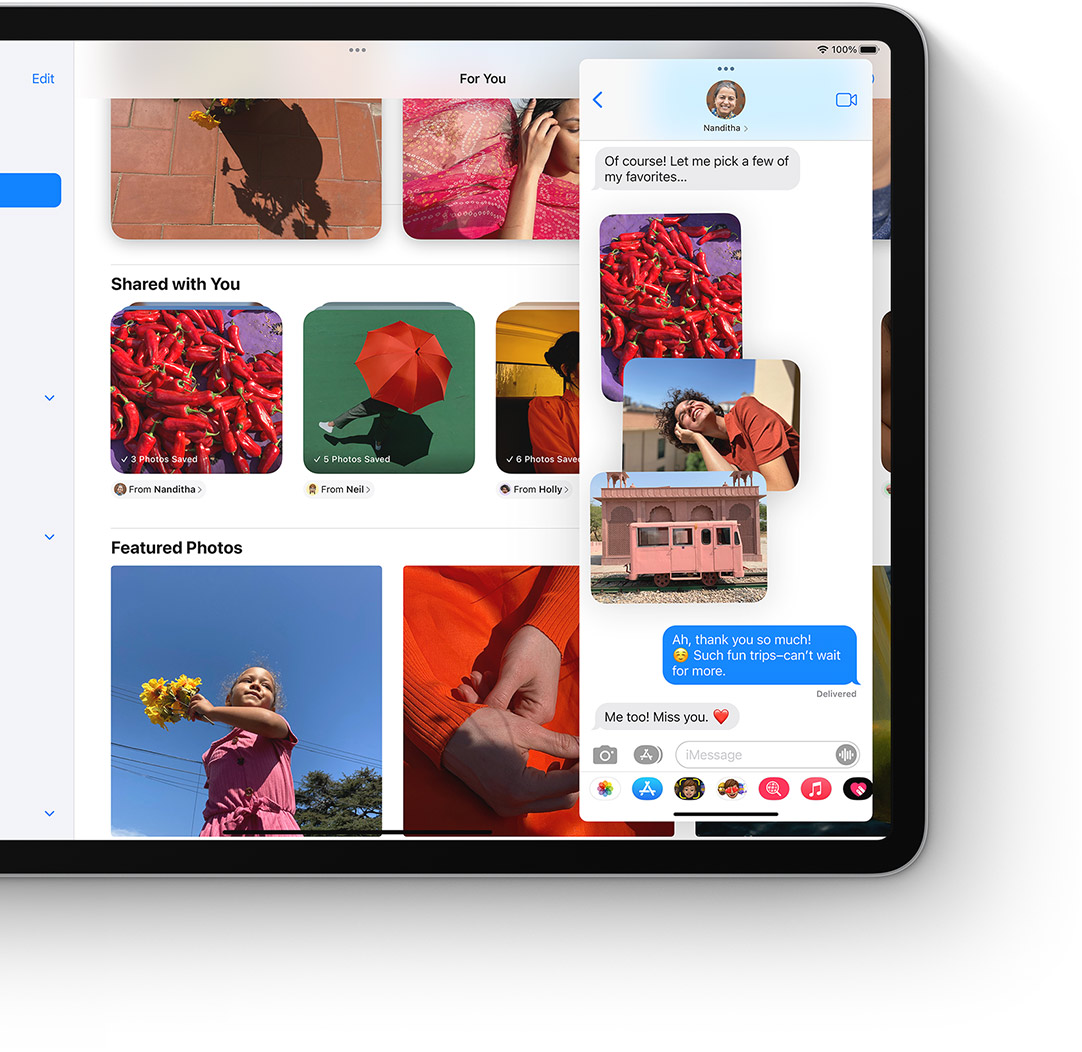 100%
Edit
For You
Shared with You
✓ 3 Photos Saved
✓ 5 Photos Saved
✓ 6 Photos Saved
From Nanditha >
From Neil >
From Holly >
Featured Photos
Nanditha >
Of course! Let me pick a few of
my favorites...
Ah, thank you so much!
☺️ Such fun trips–can't wait
for more.
Delivered
Me too! Miss you. ❤️
iMessage